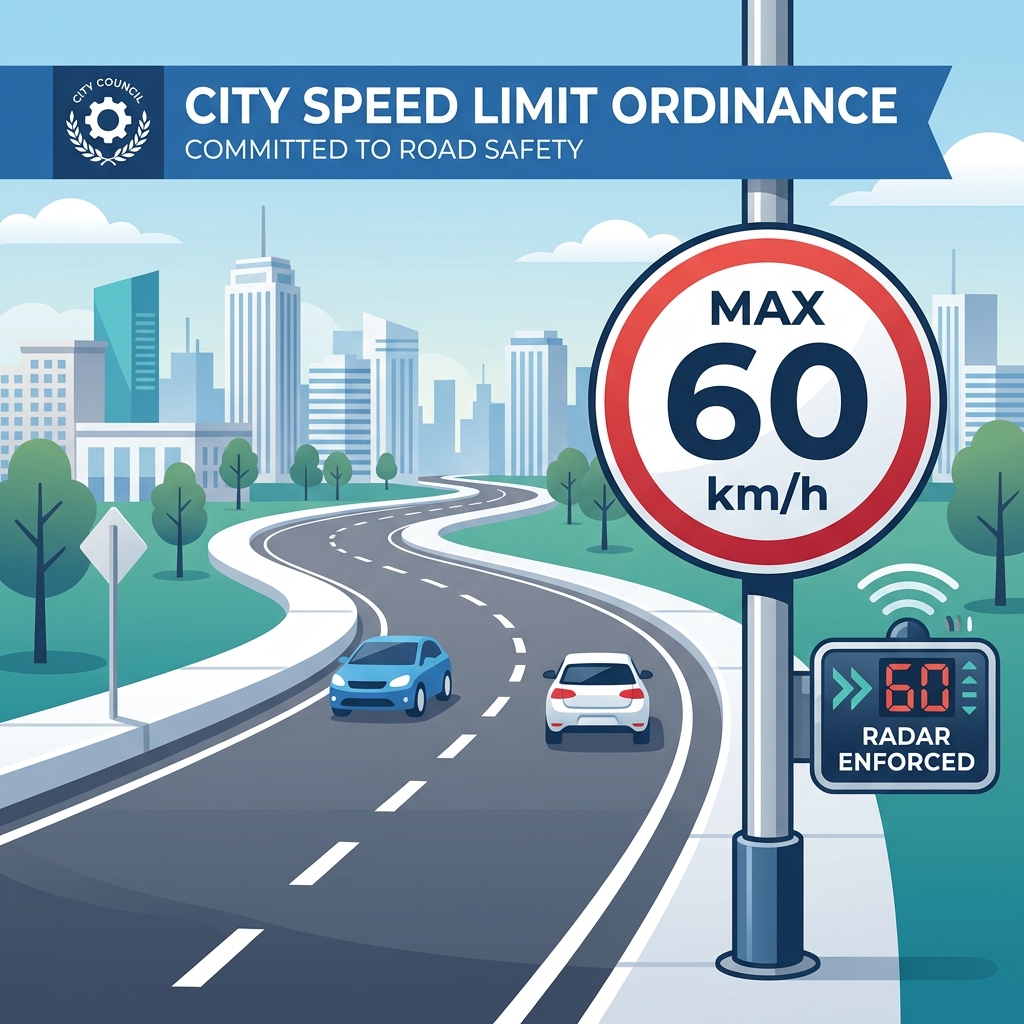 CITY COUNCIL
CITY SPEED LIMIT ORDINANCE
COMMITTED TO ROAD SAFETY
MAX
60
km/h
60
RADAR
ENFORCED